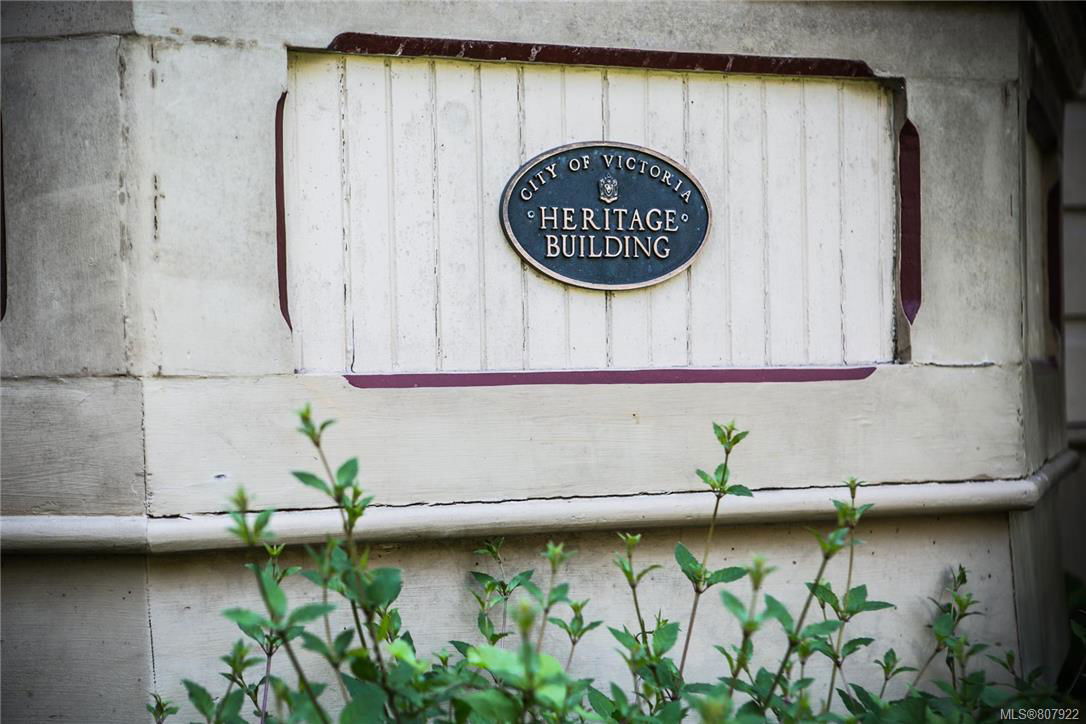 CITY OF VICTORIA
HERITAGE
BUILDING
MLS®807922